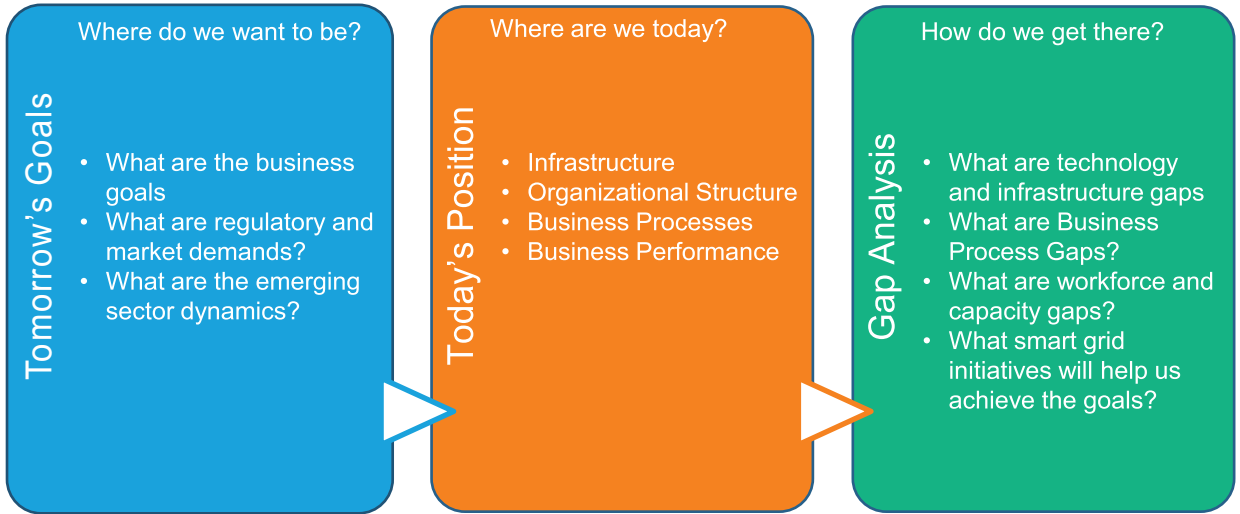 Where do we want to be?
Tomorrow's Goals
• What are the business
goals
• What are regulatory and
market demands?
• What are the emerging
sector dynamics?
Where are we today?
Today's Position
• Infrastructure
• Organizational Structure
• Business Processes
• Business Performance
How do we get there?
Gap Analysis
• What are technology
and infrastructure gaps
• What are Business
Process Gaps?
• What are workforce and
capacity gaps?
• What smart grid
initiatives will help us
achieve the goals?